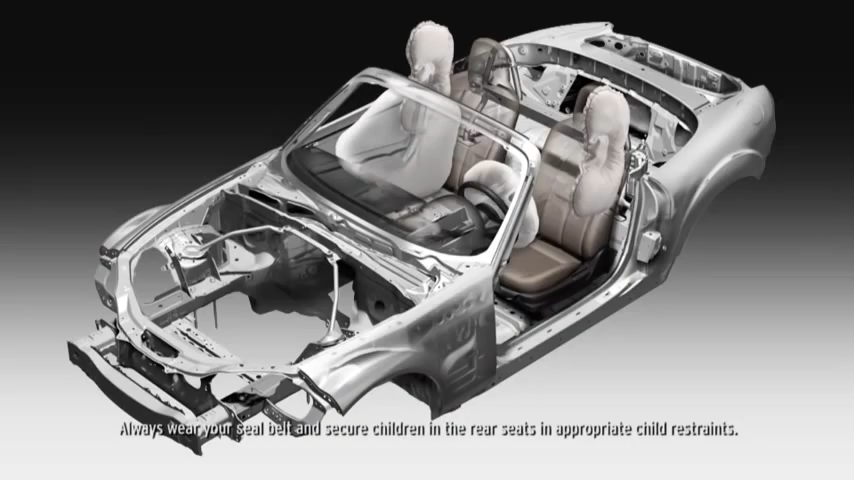 Always wear your seal belt and secure children in the rear seats in appropriate child restraints.